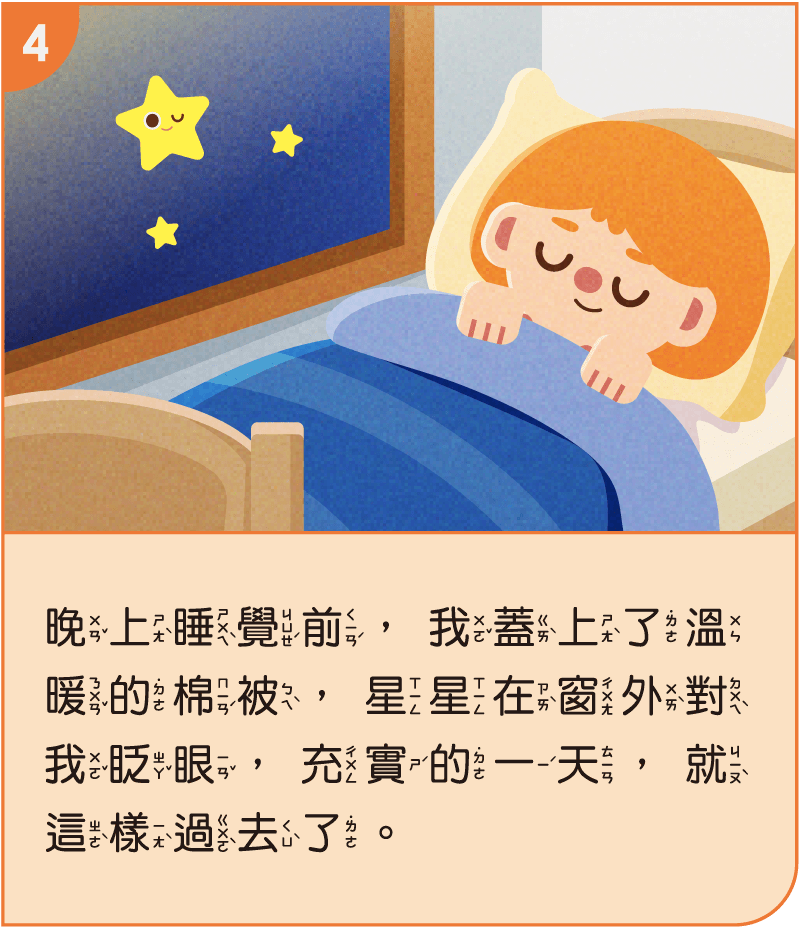 4
晚上睡覺前，我蓋上了溫
暖的棉被，星星在窗外對
我眨眼，充實的一天，就
這樣過去了。